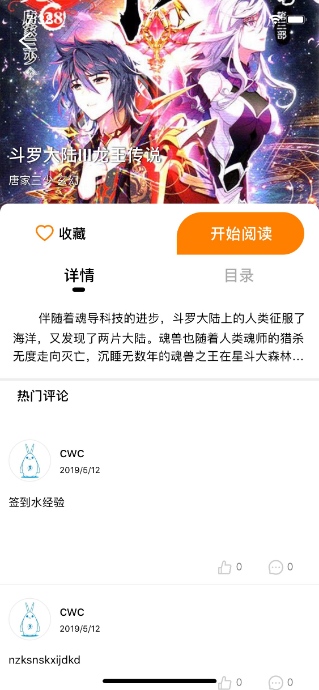 28
斗罗大陆III龙王传说
唐家三少 玄幻
收藏
开始阅读
详情
目录
伴随着魂导科技的进步，斗罗大陆上的人类征服了
海洋，又发现了两片大陆。魂兽也随着人类魂师的猎杀
无度走向灭亡，沉睡无数年的魂兽之王在星斗大森林...
热门评论
cwc
2019/5/12
签到水经验
0
0
cwc
2019/5/12
nzksnskxijdkd
0
0